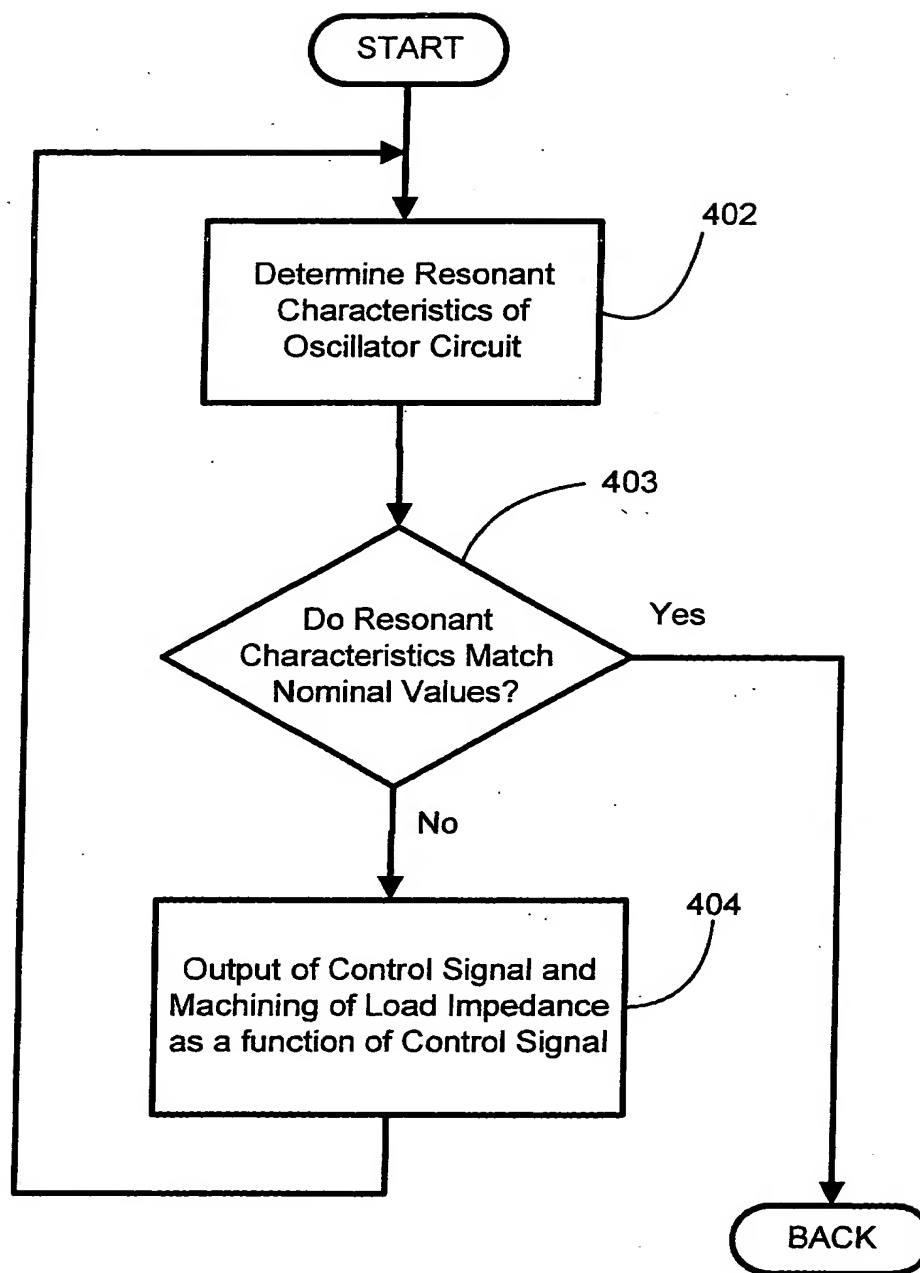 START
402
Determine Resonant
Characteristics of
Oscillator Circuit
403
Do Resonant
Characteristics Match
Nominal Values?
Yes
No
404
Output of Control Signal and
Machining of Load Impedance
as a function of Control Signal
BACK